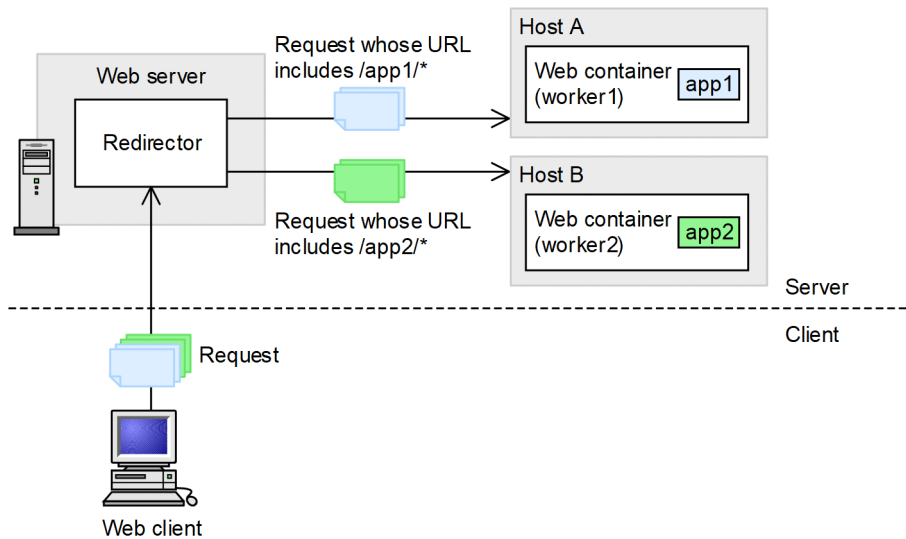 Web server
Redirector
Request whose URL
includes /app1/*
Request whose URL
includes /app2/*
Host A
Web container
(worker1)
app1
Host B
Web container
(worker2)
app2
Server
Client
Request
Web client